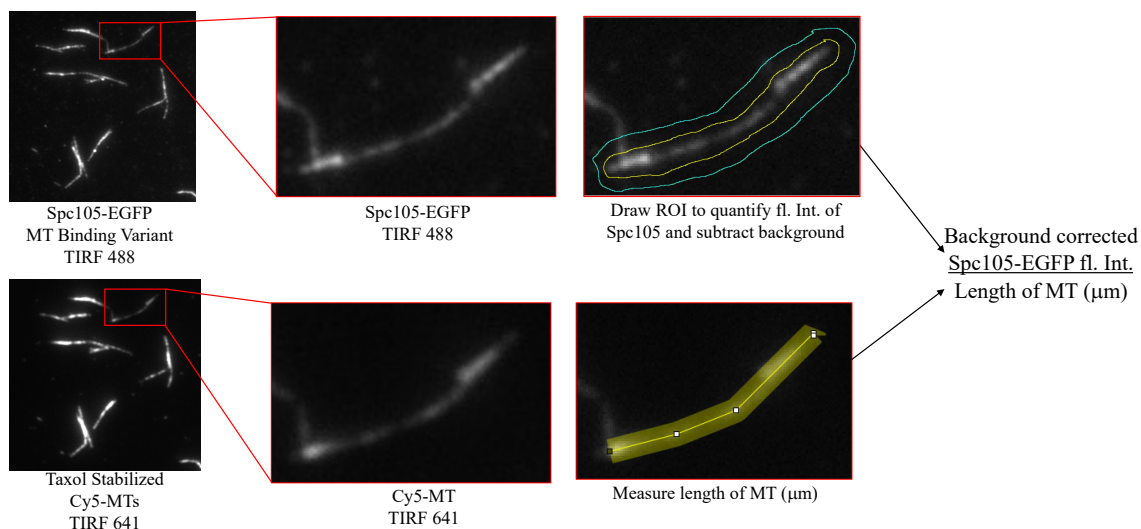 Spc105-EGFP
MT Binding Variant
TIRF 488
Spc105-EGFP
TIRF 488
Draw ROI to quantify fl. Int. of
Spc105 and subtract background
Background corrected
Spc105-EGFP fl. Int.
Length of MT (μm)
Taxol Stabilized
Cy5-MTs
TIRF 641
Cy5-MT
TIRF 641
Measure length of MT (μm)